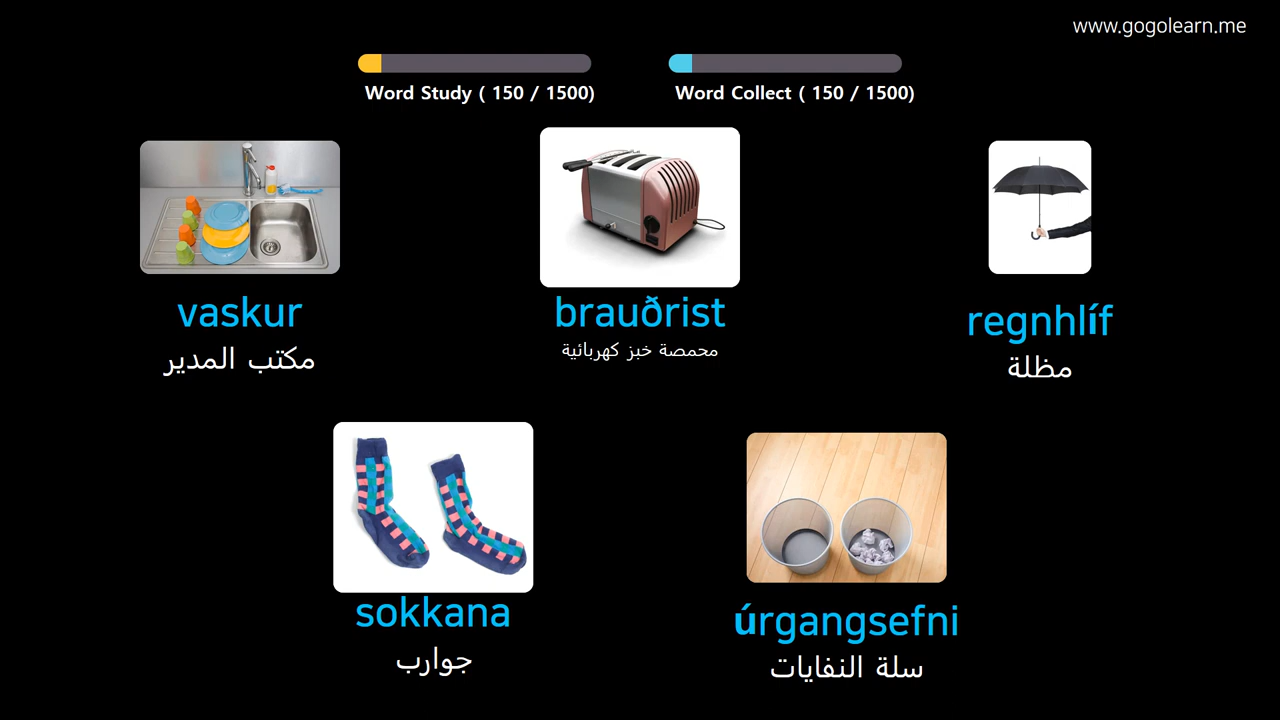 www.gogolearn.me
Word Study ( 150 / 1500)
Word Collect ( 150 / 1500)
vaskur
مكتب المدير
brauðrist
محمصة خبز كهربائية
regnhlíf
مظلة
sokkana
جوارب
úrgangsefni
سلة النفايات